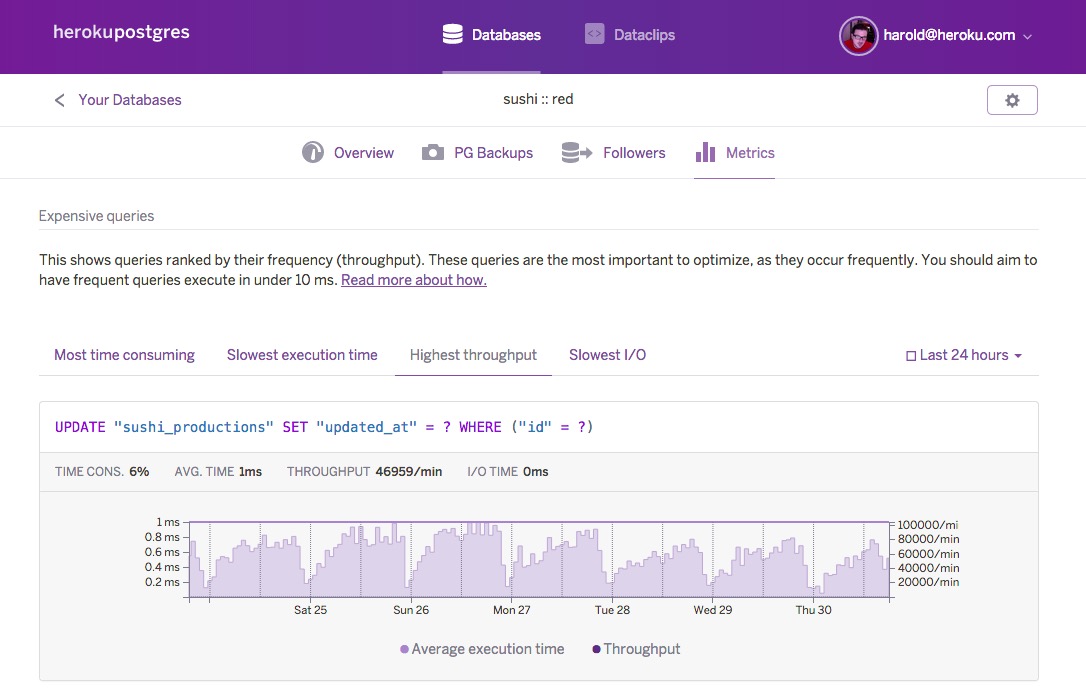 herokupostgres
Databases
Dataclips
harold@heroku.com
Your Databases
sushi :: red
Overview
PG Backups
Followers
Metrics
Expensive queries
This shows queries ranked by their frequency (throughput). These queries are the most important to optimize, as they occur frequently. You should aim to
have frequent queries execute in under 10 ms. Read more about how.
Most time consuming
Slowest execution time
Highest throughput
Slowest I/O
Last 24 hours
UPDATE "sushi_productions" SET "updated_at" = ? WHERE ("id" = ?)
TIME CONS. 6% AVG. TIME 1ms THROUGHPUT 46959/min I/O TIME 0ms
1 ms
0.8 ms
0.6 ms
0.4 ms
0.2 ms
100000/mi
80000/min
60000/min
40000/min
20000/min
Sat 25
Sun 26
Mon 27
Tue 28
Wed 29
Thu 30
Average execution time
Throughput